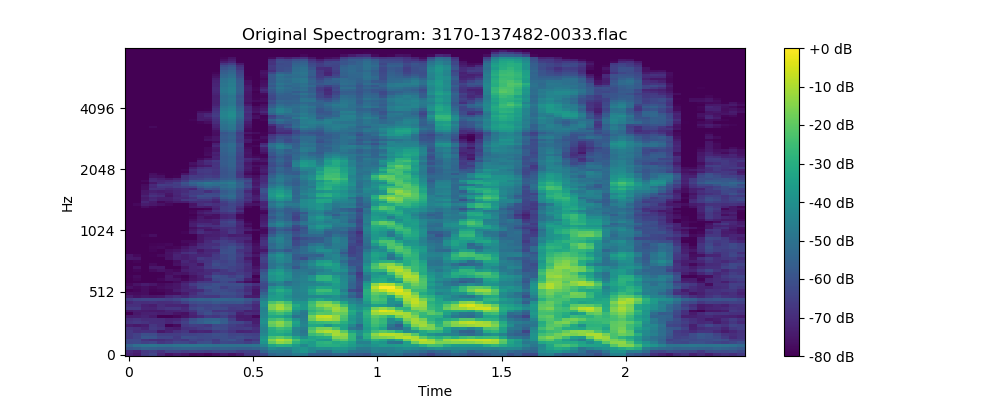 Original Spectrogram: 3170-137482-0033.flac
Hz
4096
2048
1024
512
0
0
0.5
1
1.5
2
Time
+0 dB
-10 dB
-20 dB
-30 dB
-40 dB
-50 dB
-60 dB
-70 dB
-80 dB